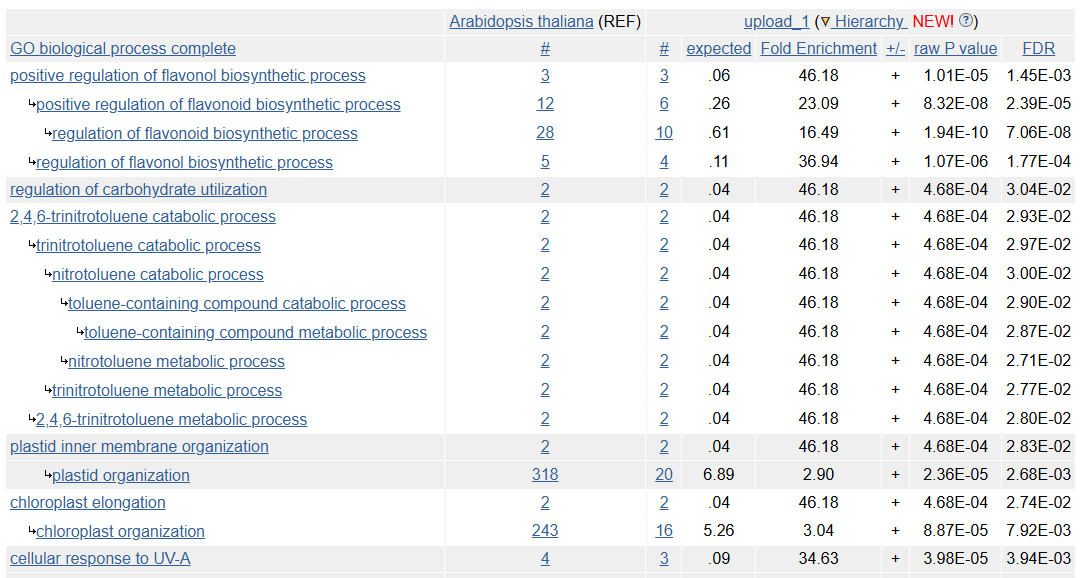 Arabidopsis thaliana (REF) upload_1 (▼ Hierarchy NEW! ?)
GO biological process complete # # expected Fold Enrichment +/- raw P value FDR
positive regulation of flavonol biosynthetic process 3 3 .06 46.18 + 1.01E-05 1.45E-03
↳positive regulation of flavonoid biosynthetic process 12 6 .26 23.09 + 8.32E-08 2.39E-05
↳regulation of flavonoid biosynthetic process 28 10 .61 16.49 + 1.94E-10 7.06E-08
↳regulation of flavonol biosynthetic process 5 4 .11 36.94 + 1.07E-06 1.77E-04
regulation of carbohydrate utilization 2 2 .04 46.18 + 4.68E-04 3.04E-02
2,4,6-trinitrotoluene catabolic process 2 2 .04 46.18 + 4.68E-04 2.93E-02
↳trinitrotoluene catabolic process 2 2 .04 46.18 + 4.68E-04 2.97E-02
↳nitrotoluene catabolic process 2 2 .04 46.18 + 4.68E-04 3.00E-02
↳toluene-containing compound catabolic process 2 2 .04 46.18 + 4.68E-04 2.90E-02
↳toluene-containing compound metabolic process 2 2 .04 46.18 + 4.68E-04 2.87E-02
↳nitrotoluene metabolic process 2 2 .04 46.18 + 4.68E-04 2.71E-02
↳trinitrotoluene metabolic process 2 2 .04 46.18 + 4.68E-04 2.77E-02
↳2,4,6-trinitrotoluene metabolic process 2 2 .04 46.18 + 4.68E-04 2.80E-02
plastid inner membrane organization 2 2 .04 46.18 + 4.68E-04 2.83E-02
↳plastid organization 318 20 6.89 2.90 + 2.36E-05 2.68E-03
chloroplast elongation 2 2 .04 46.18 + 4.68E-04 2.74E-02
↳chloroplast organization 243 16 5.26 3.04 + 8.87E-05 7.92E-03
cellular response to UV-A 4 3 .09 34.63 + 3.98E-05 3.94E-03